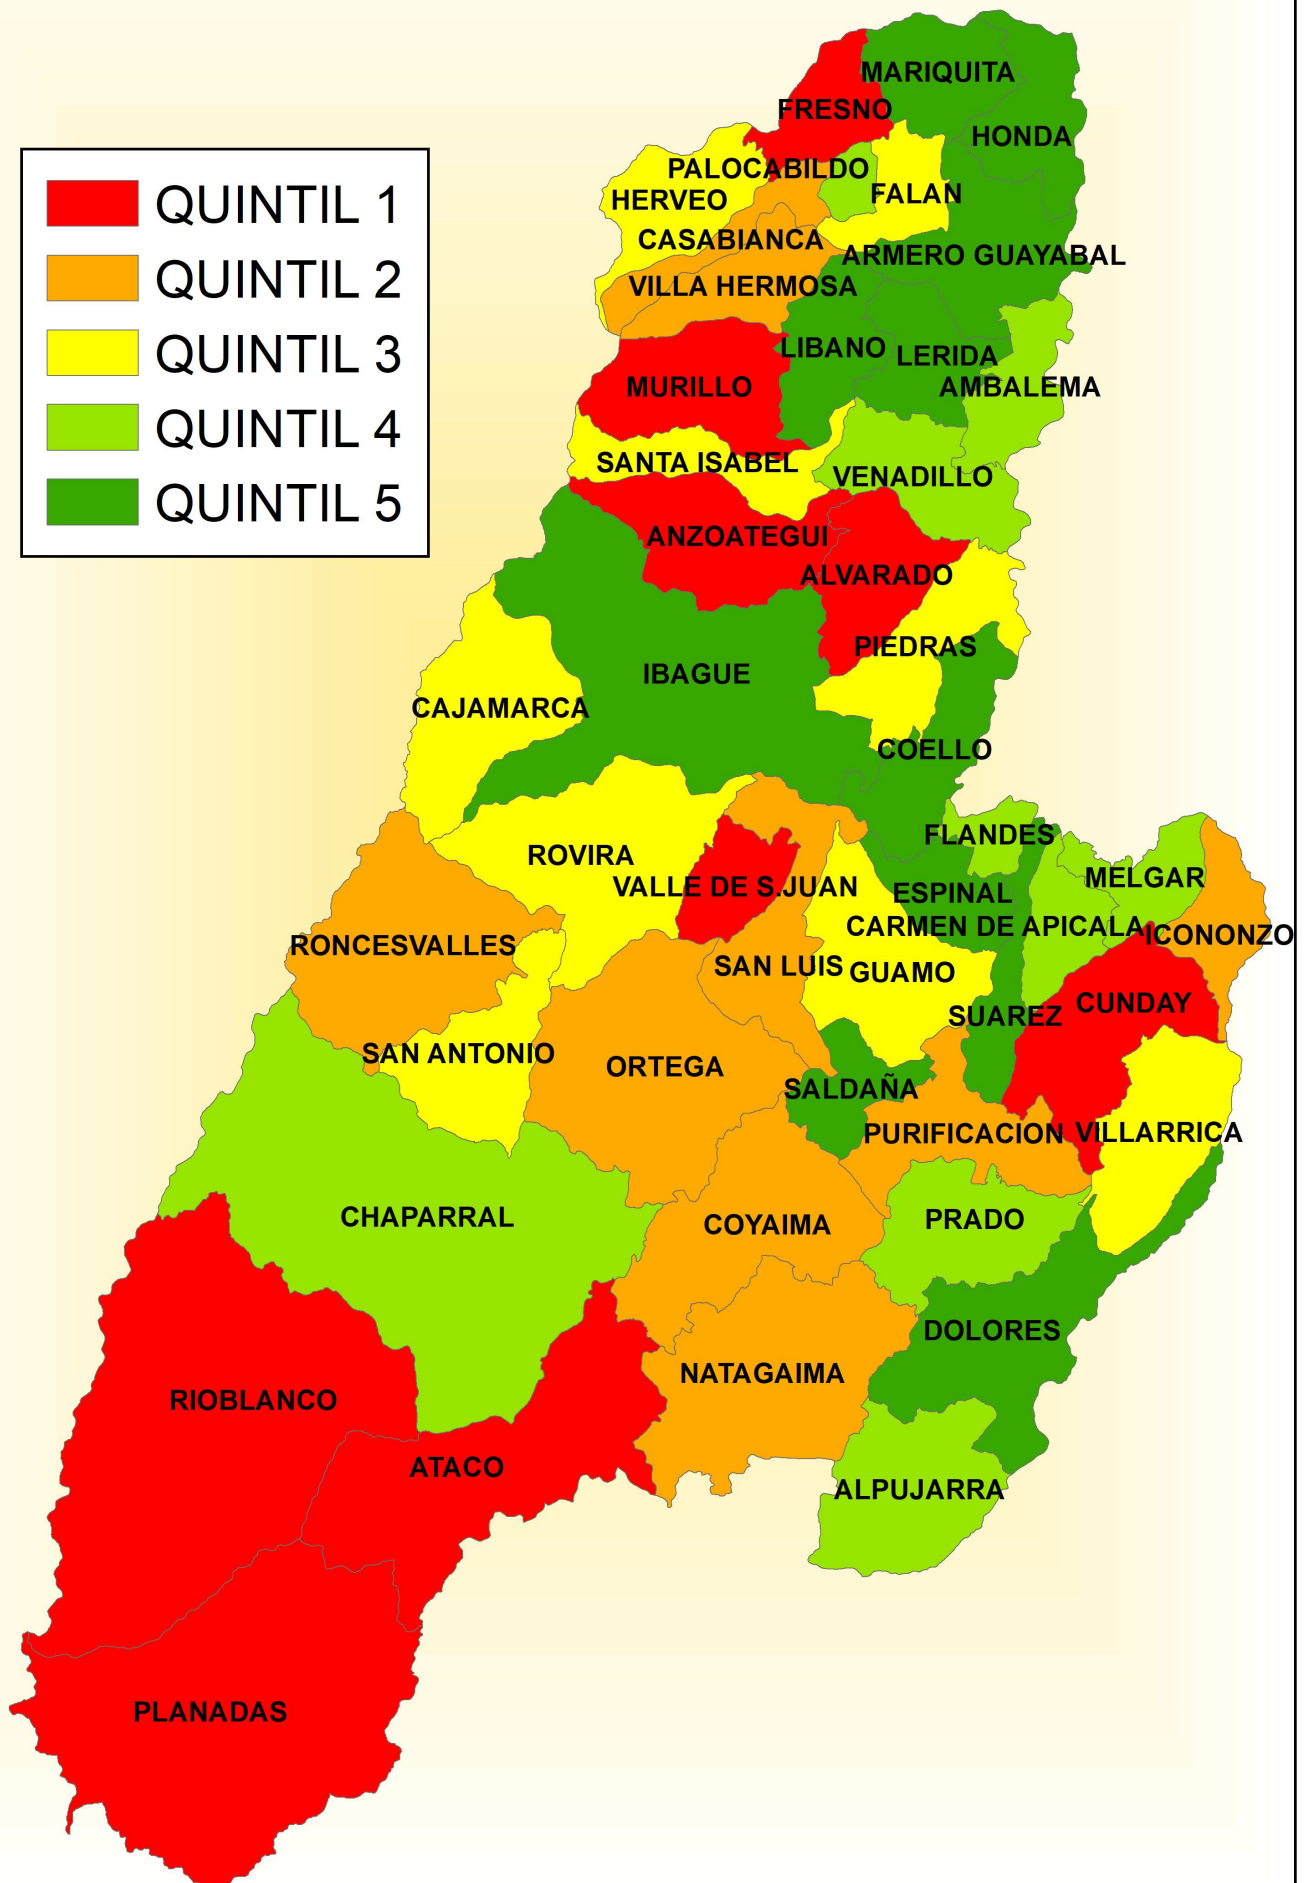 QUINTIL 1
QUINTIL 2
QUINTIL 3
QUINTIL 4
QUINTIL 5
MARIQUITA
FRESNO
HONDA
PALOCABILDO
HERVEO
FALAN
CASABIANCA
ARMERO GUAYABAL
VILLA HERMOSA
LIBANO
LERIDA
MURILLO
AMBALEMA
SANTA ISABEL
VENADILLO
ANZOATEGUI
ALVARADO
PIEDRAS
IBAGUE
CAJAMARCA
COELLO
FLANDES
ROVIRA
VALLE DE S.JUAN
MELGAR
ESPINAL
CARMEN DE APICALA
ICONONZO
RONCESVALLES
SAN LUIS
GUAMO
CUNDAY
SUAREZ
SAN ANTONIO
ORTEGA
SALDAÑA
PURIFICACION
VILLARRICA
CHAPARRAL
COYAIMA
PRADO
DOLORES
NATAGAIMA
RIOBLANCO
ATACO
ALPUJARRA
PLANADAS